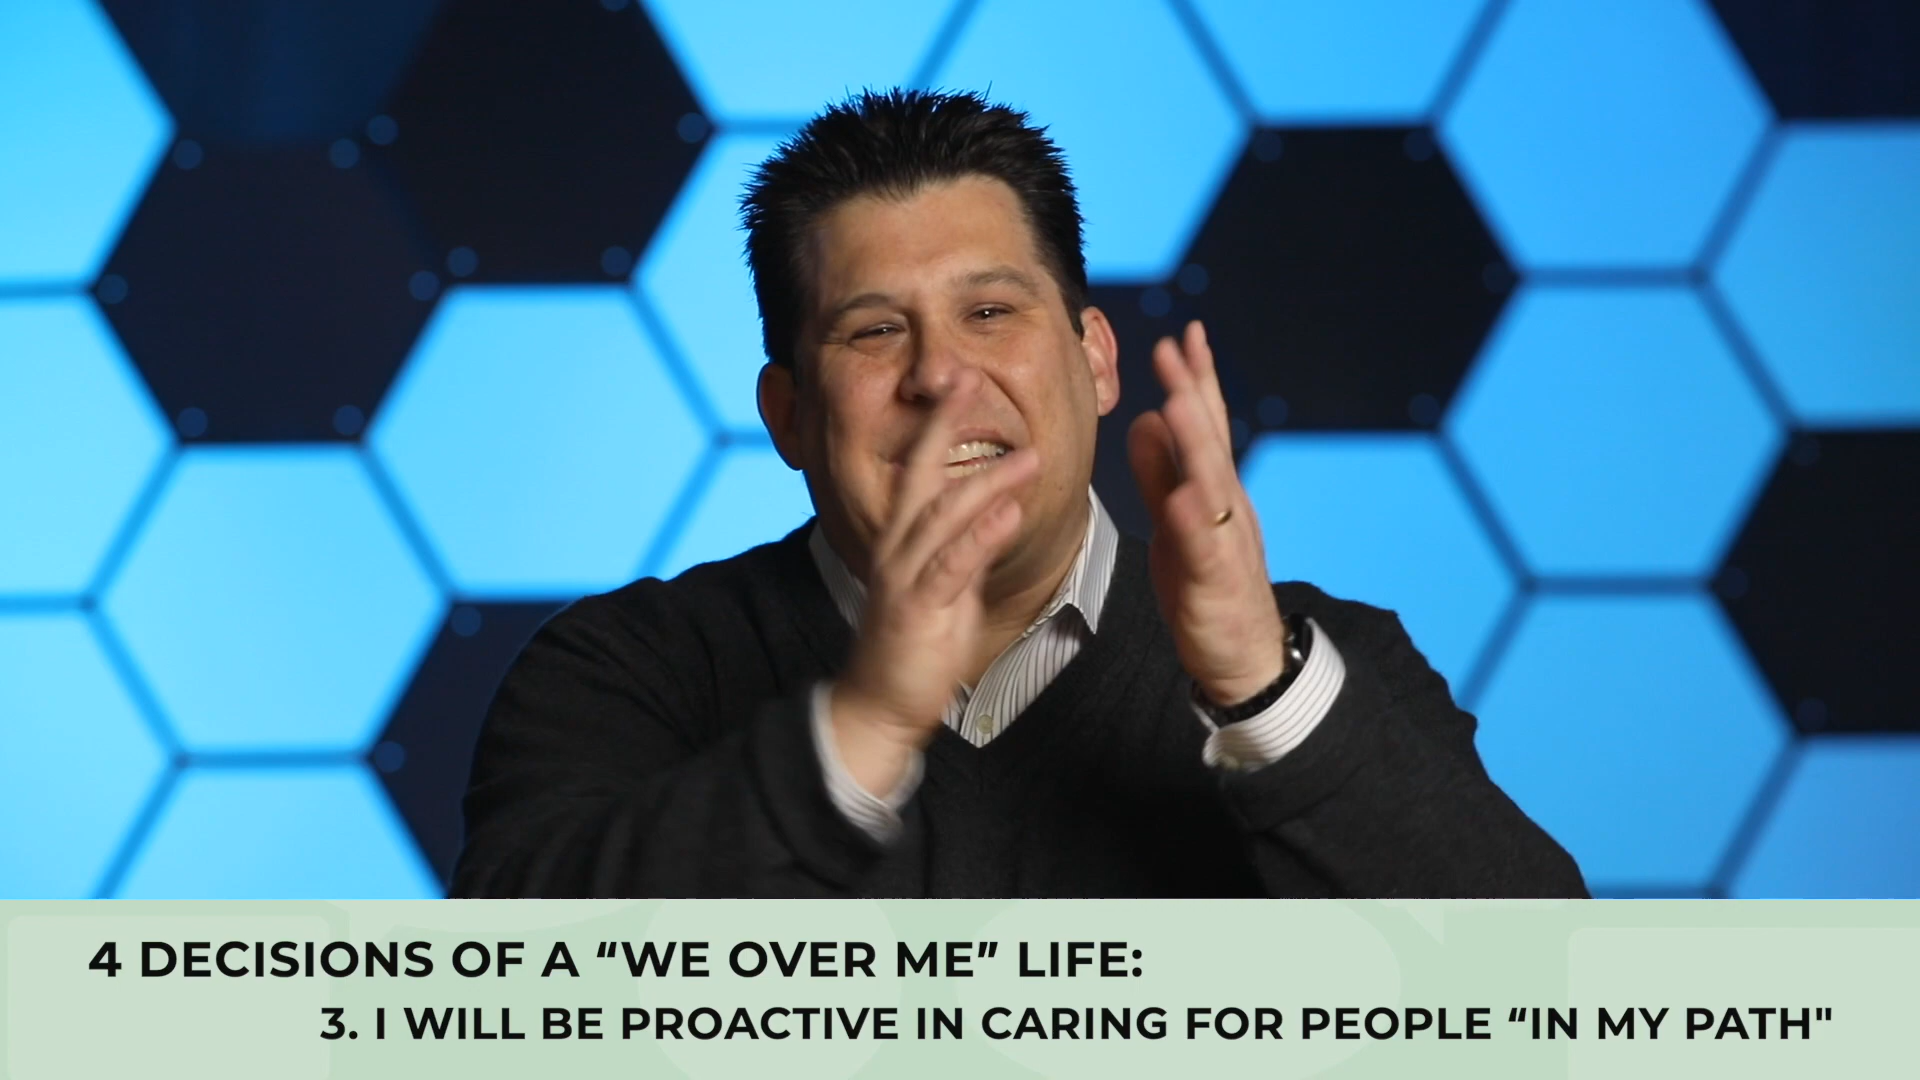 4 DECISIONS OF A “WE OVER ME” LIFE:
3. I WILL BE PROACTIVE IN CARING FOR PEOPLE “IN MY PATH"